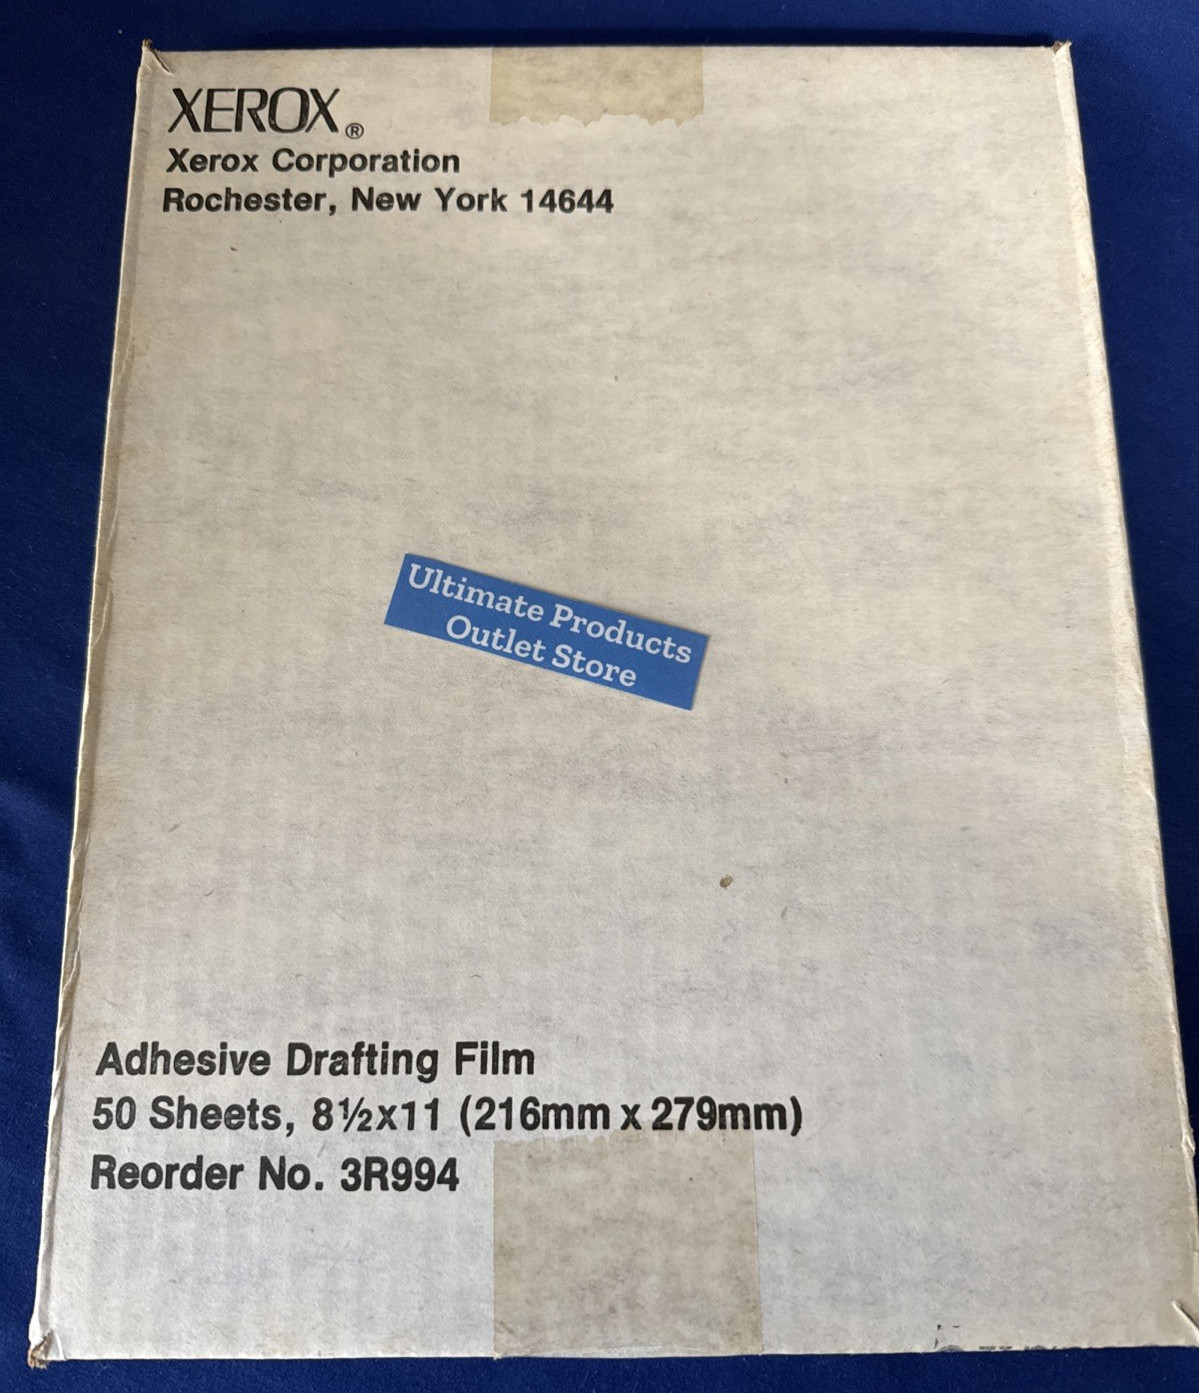 XEROX®
Xerox Corporation
Rochester, New York 14644
Ultimate Products
Outlet Store
Adhesive Drafting Film
50 Sheets, 8½x11 (216mm x 279mm)
Reorder No. 3R994